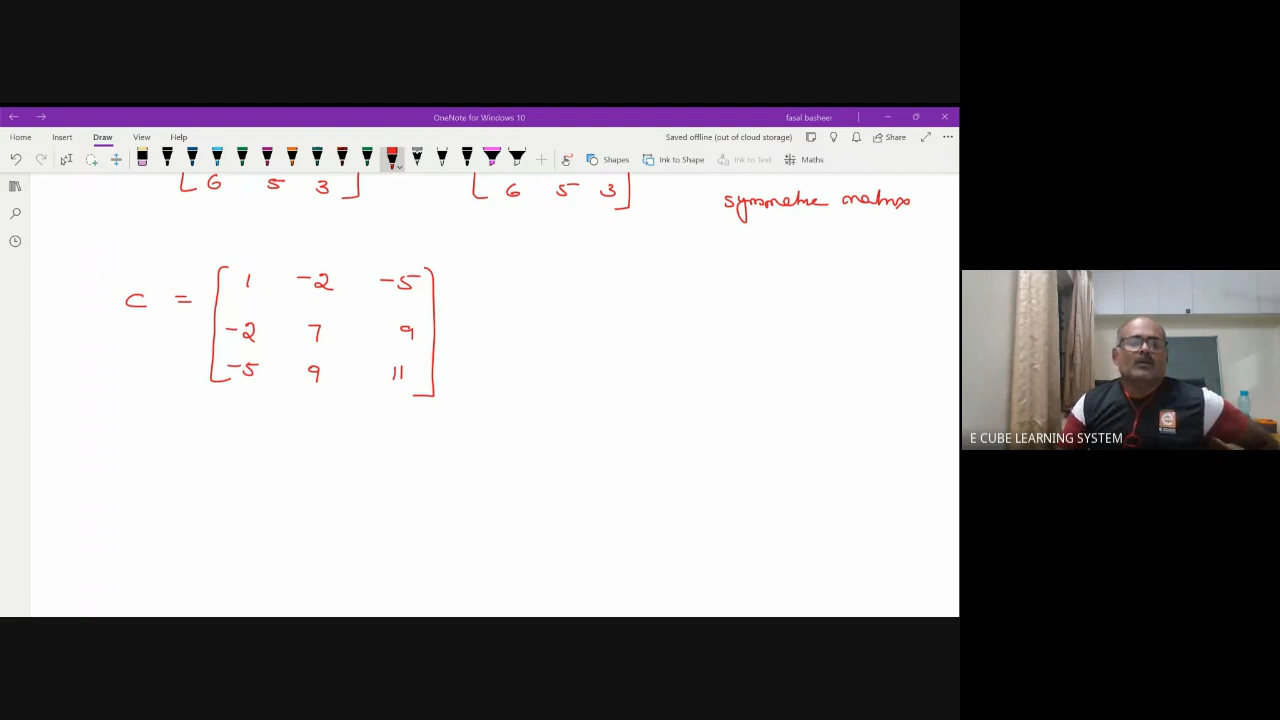 OneNote for Windows 10
fasal basheer
Home Insert Draw View Help
Saved offline (out of cloud storage) Share
Shapes Ink to Shape Ink to Text Maths
6 5 3
6 5 3
symmetric matrix
C = 1 -2 -5
-2 7 9
-5 9 11
E CUBE LEARNING SYSTEM